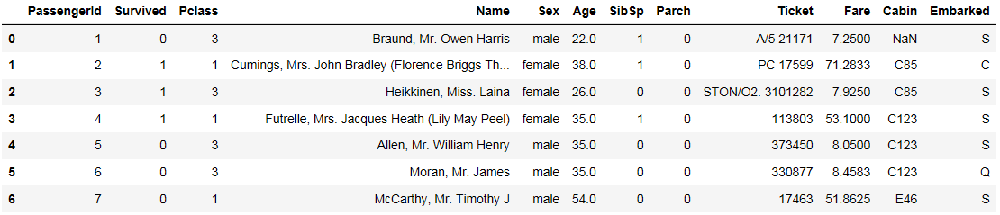 PassengerId Survived Pclass Name Sex Age SibSp Parch Ticket Fare Cabin Embarked
0 1 0 3 Braund, Mr. Owen Harris male 22.0 1 0 A/5 21171 7.2500 NaN S
1 2 1 1 Cumings, Mrs. John Bradley (Florence Briggs Th... female 38.0 1 0 PC 17599 71.2833 C85 C
2 3 1 3 Heikkinen, Miss. Laina female 26.0 0 0 STON/O2. 3101282 7.9250 C85 S
3 4 1 1 Futrelle, Mrs. Jacques Heath (Lily May Peel) female 35.0 1 0 113803 53.1000 C123 S
4 5 0 3 Allen, Mr. William Henry male 35.0 0 0 373450 8.0500 C123 S
5 6 0 3 Moran, Mr. James male 35.0 0 0 330877 8.4583 C123 Q
6 7 0 1 McCarthy, Mr. Timothy J male 54.0 0 0 17463 51.8625 E46 S